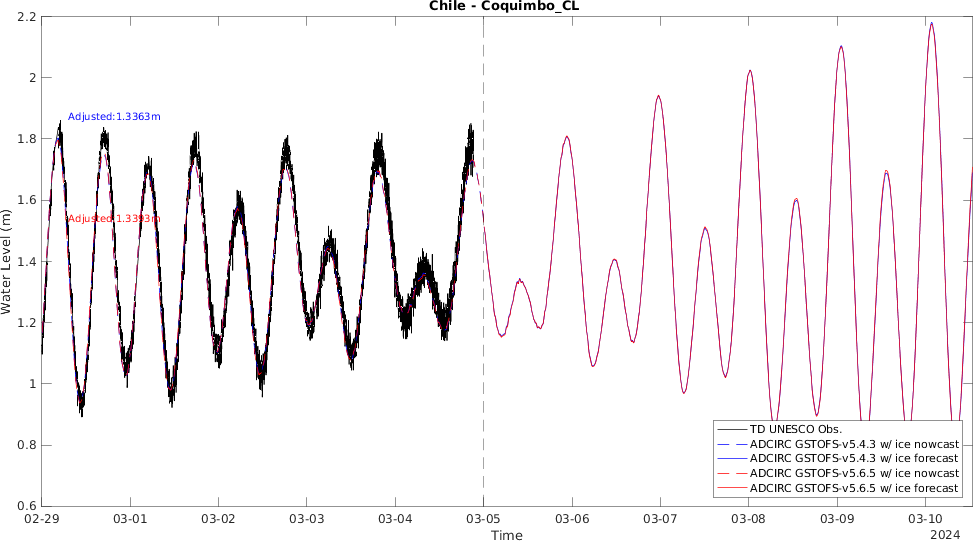 Chile - Coquimbo_CL
2.2
2
1.8
1.6
1.4
1.2
1
0.8
0.6
Water Level (m)
Adjusted:1.3363m
Adjusted:1.3393m
TD UNESCO Obs.
ADCIRC GSTOFS-v5.4.3 w/ ice nowcast
ADCIRC GSTOFS-v5.4.3 w/ ice forecast
ADCIRC GSTOFS-v5.6.5 w/ ice nowcast
ADCIRC GSTOFS-v5.6.5 w/ ice forecast
02-29 03-01 03-02 03-03 03-04 03-05 03-06 03-07 03-08 03-09 03-10
Time
2024